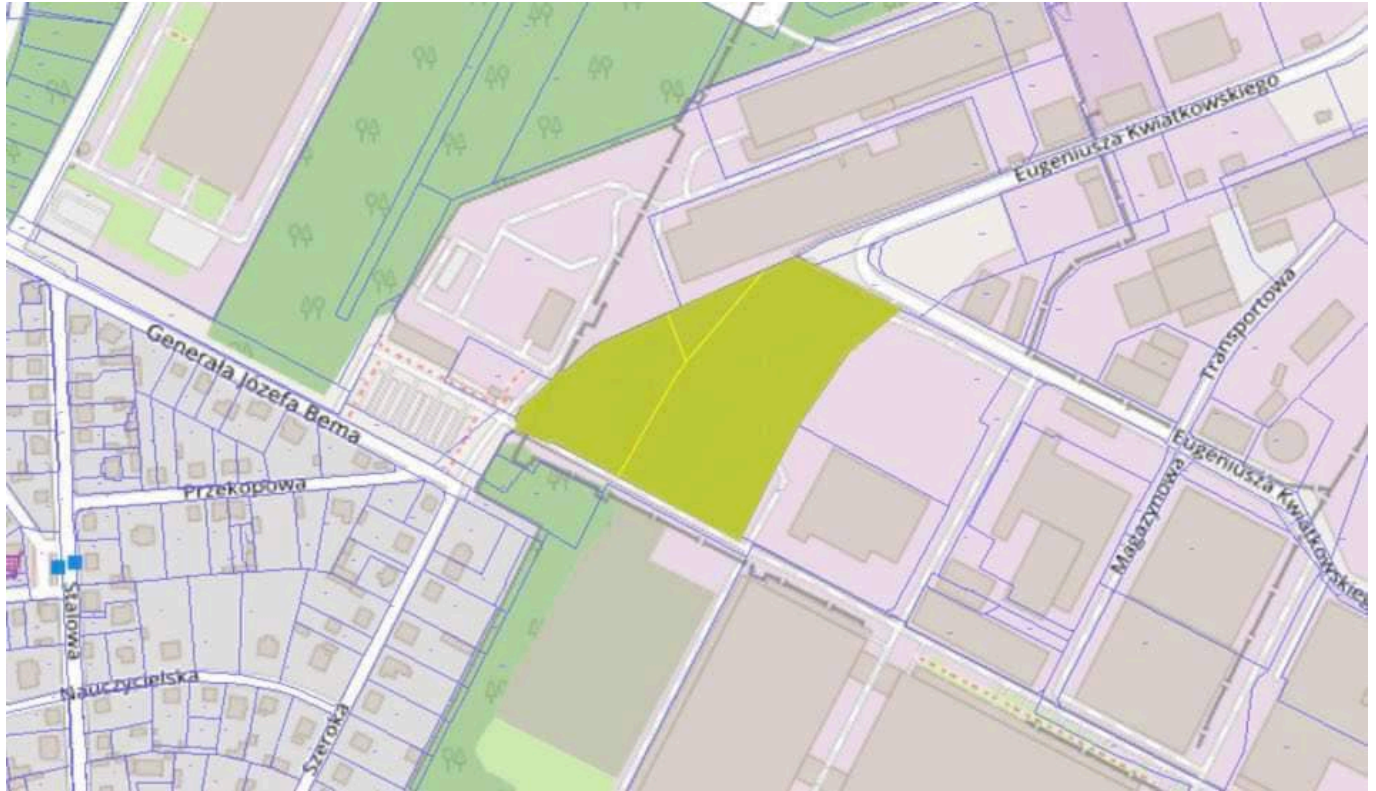 Eugeniusza Kwiatkowskiego
Transportowa
Generała Józefa Bema
Eugeniusza Kwiatkowskiego
Przekopowa
Magazynowa
Stalowa
Nauczycielska
Szeroka